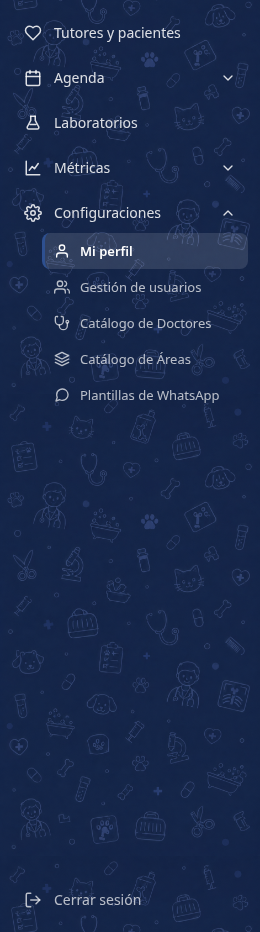 Tutores y pacientes
Agenda
Laboratorios
Métricas
Configuraciones
Mi perfil
Gestión de usuarios
Catálogo de Doctores
Catálogo de Áreas
Plantillas de WhatsApp
Cerrar sesión